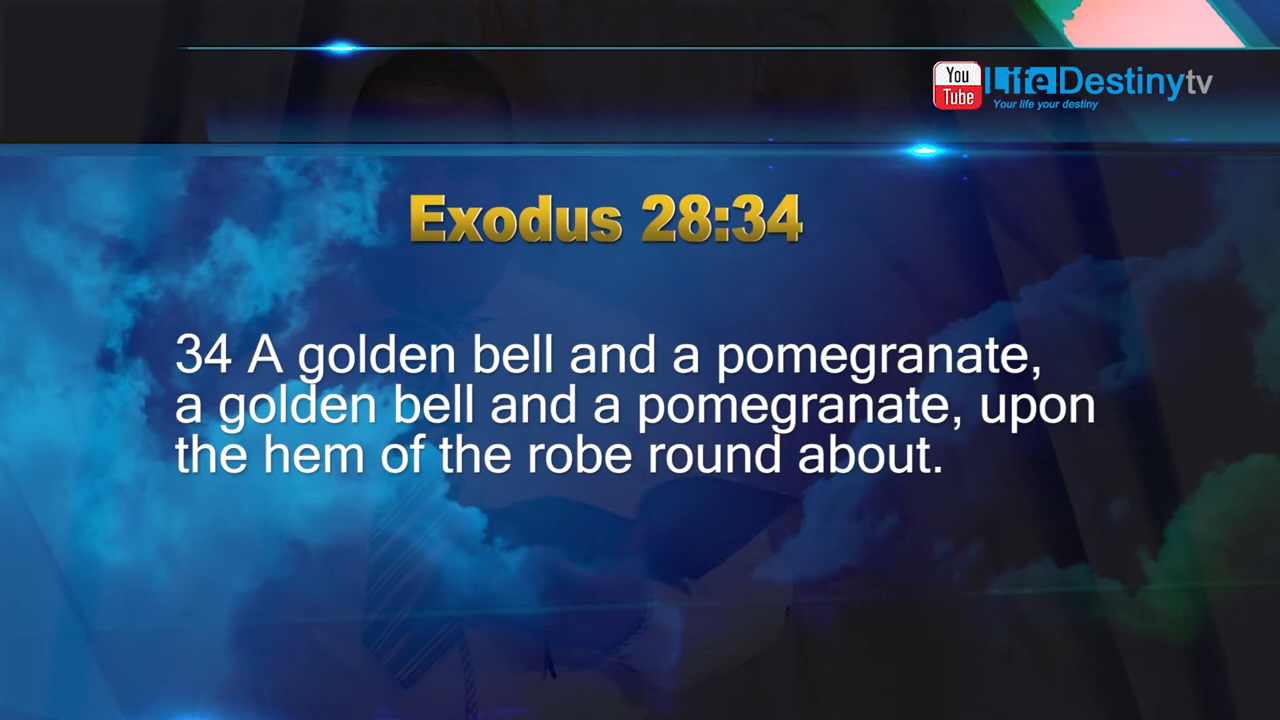 You
Tube
LifeDestinytv
Your life your destiny
Exodus 28:34
34 A golden bell and a pomegranate,
a golden bell and a pomegranate, upon
the hem of the robe round about.